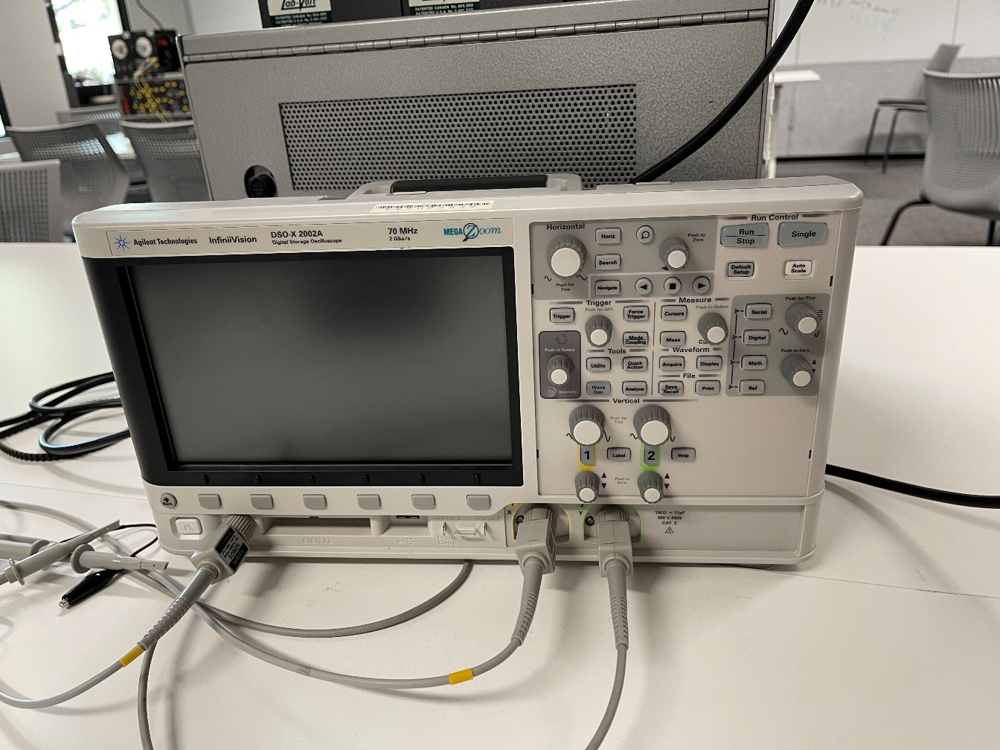 Lab-Volt
Agilent Technologies
InfiniiVision
DSO-X 2002A
Digital Storage Oscilloscope
70 MHz
2 GSa/s
MEGA Zoom
Horizontal
Horiz
Search
Navigate
Push for
Fine
Push to
Zero
Run Control
Run
Stop
Single
Default
Setup
Auto
Scale
Trigger
Push for 50%
Trigger
Force
Trigger
Mode
Coupling
Measure
Cursors
Push to Select
Meas
Push to Select
Intensity
Tools
Utility
Quick
Action
Wave
Gen
Analyze
Waveform
Acquire
Display
File
Save
Recall
Print
Serial
Digital
Math
Ref
Push for Fine
Push to Zero
Vertical
Push for
Fine
1
Label
2
Help
Push to
Zero
Back
DIGITAL
Probe
Comp
X
Y
2
1MΩ = 11pF
300 V RMS
CAT I